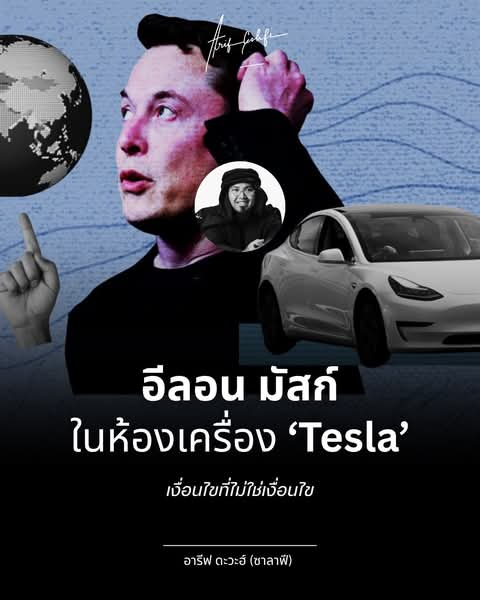 อีลอน มัสก์
ในห้องเครื่อง ‘Tesla’
เงื่อนไขที่ไม่ใช่เงื่อนไข
อารีฟ ดะวะฮ์ (ซาลาฟี)